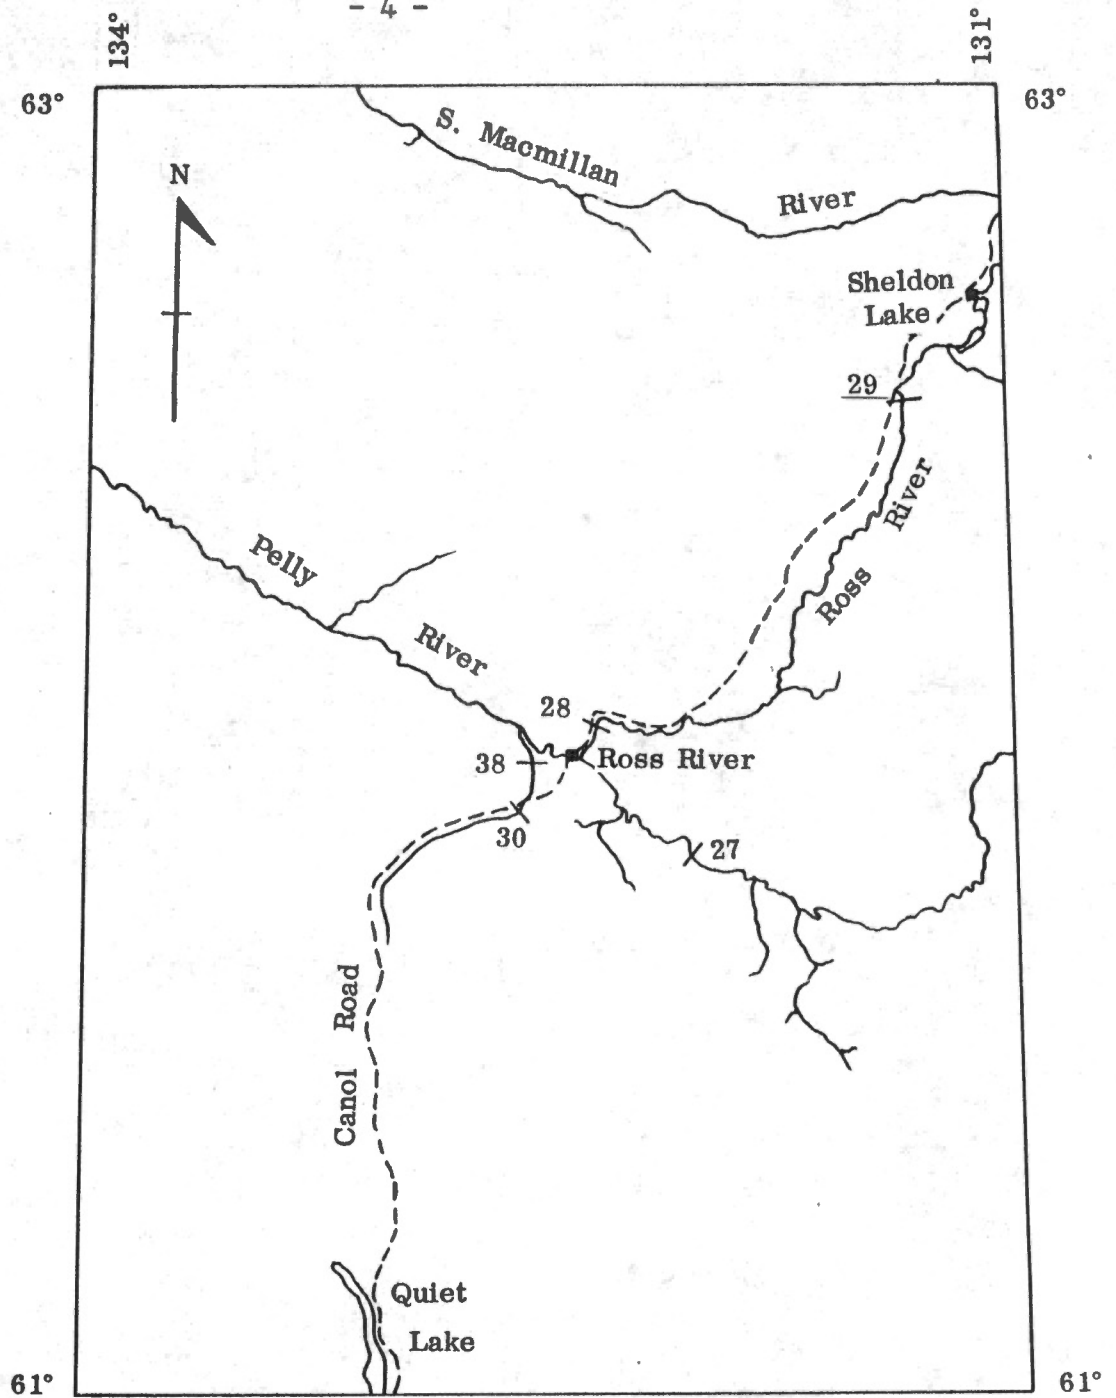 - 4 -
134°
131°
63°
63°
S. Macmillan
River
N
Sheldon
Lake
29
River
Ross
Pelly
River
28
38
Ross River
30
27
Canol Road
Quiet
Lake
61°
61°